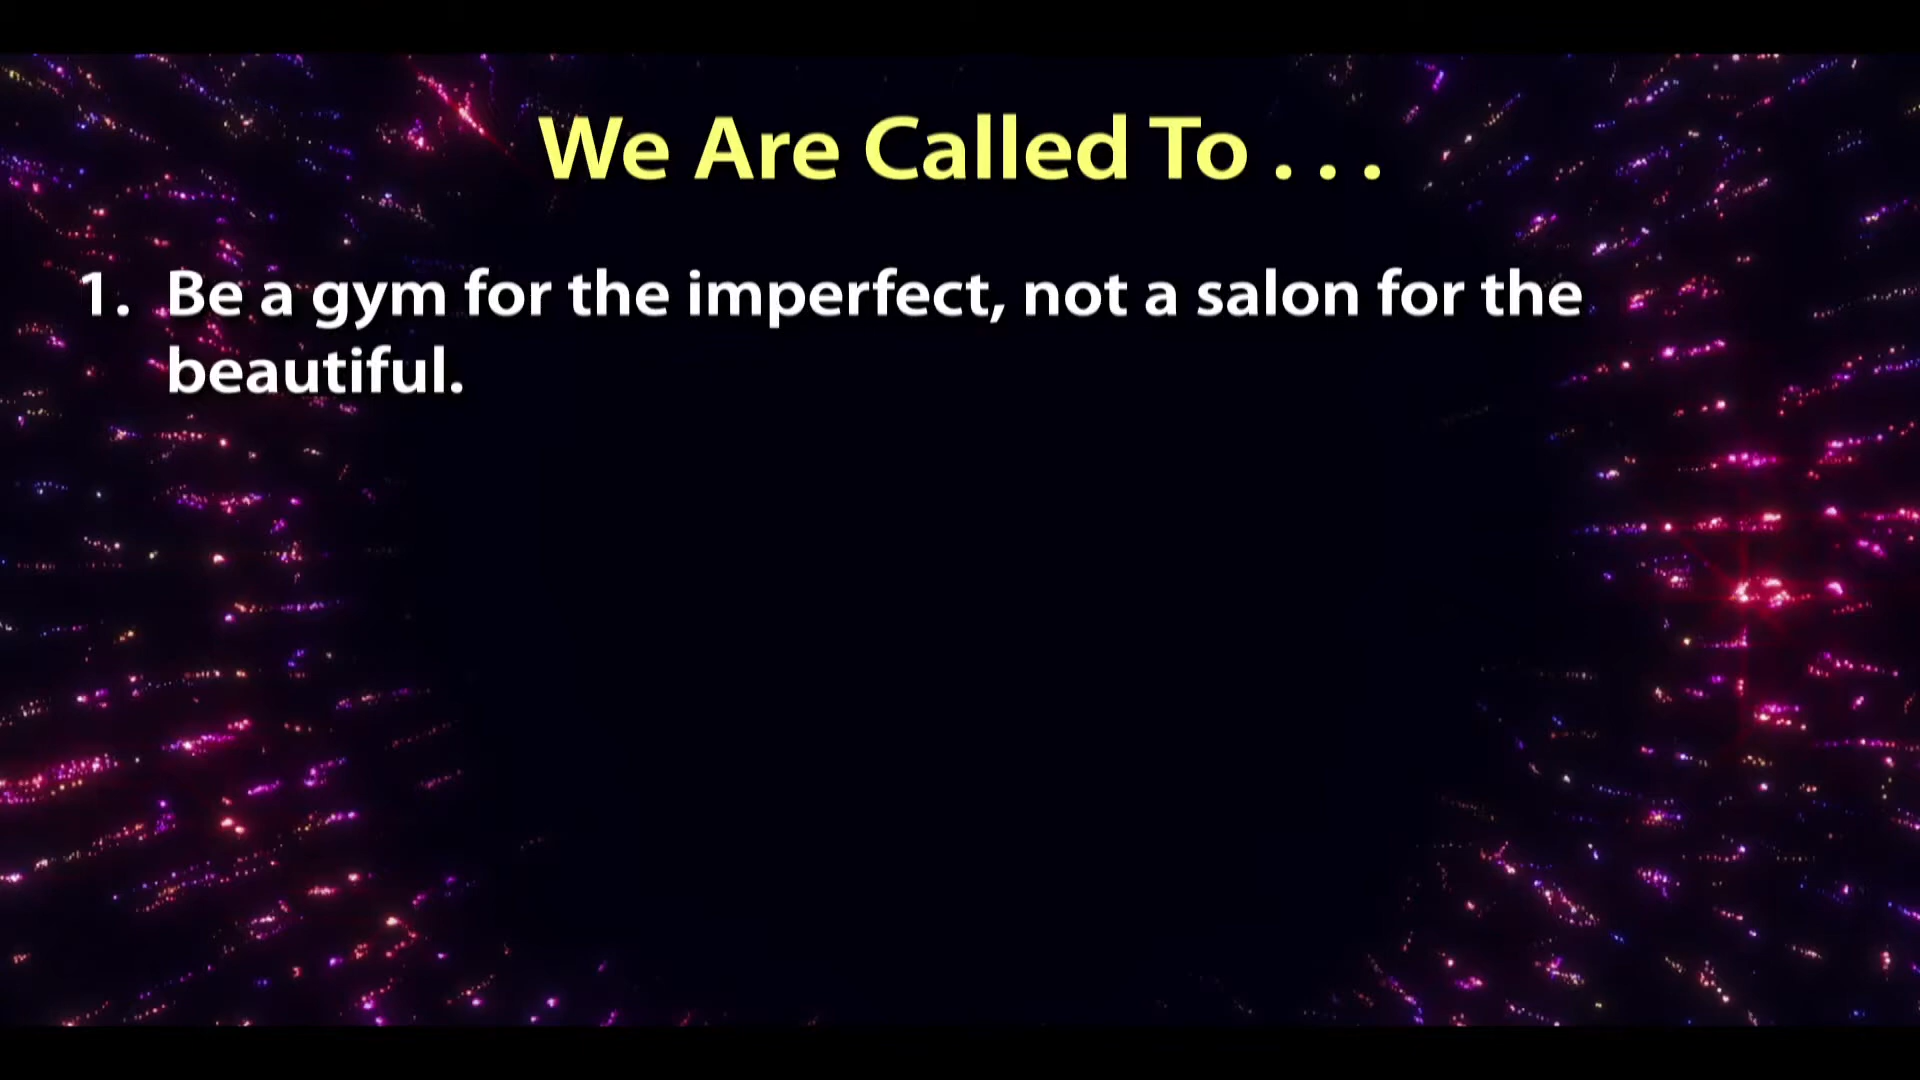 We Are Called To . . .
1. Be a gym for the imperfect, not a salon for the
beautiful.